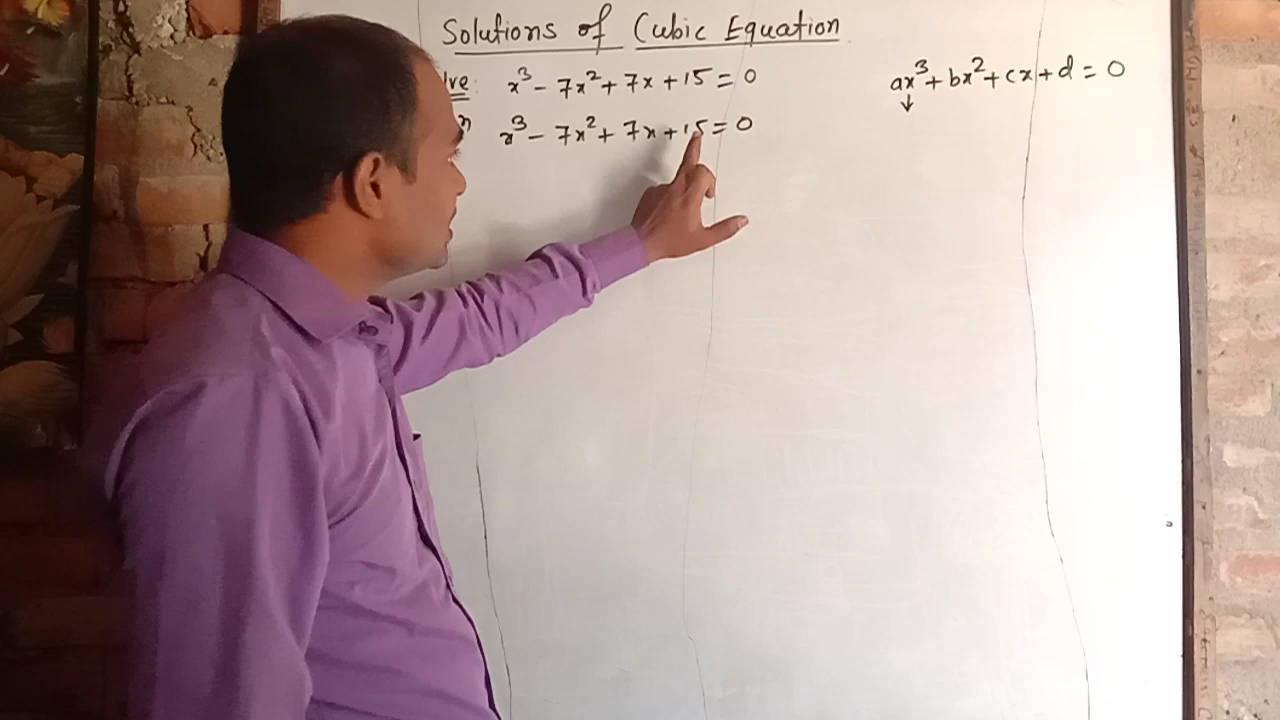 Solutions of Cubic Equation
lve: x³ - 7x² + 7x + 15 = 0
n x³ - 7x² + 7x + 15 = 0
ax³ + bx² + cx + d = 0
↓